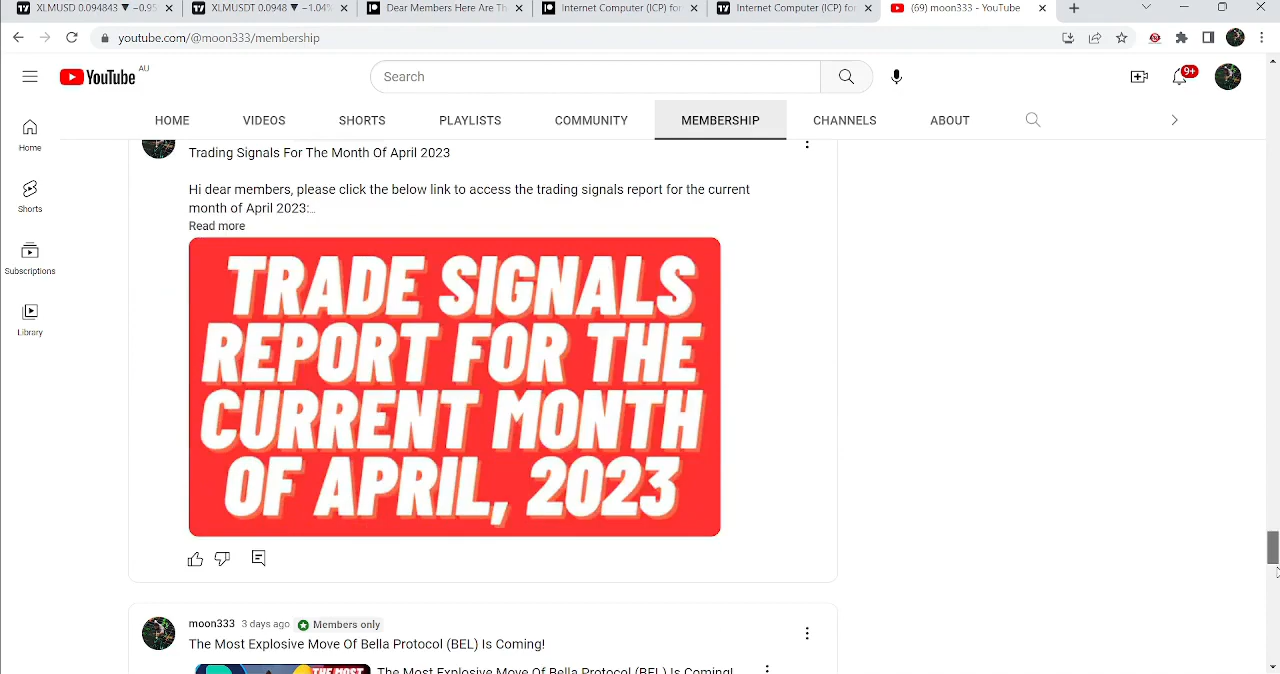 XLMUSD 0.094843 ▼ −0.95
XLMUSDT 0.0948 ▼ −1.04%
Dear Members Here Are Th
Internet Computer (ICP) for
Internet Computer (ICP) for
(69) moon333 - YouTube
youtube.com/@moon333/membership
YouTube AU
Search
9+
HOME
VIDEOS
SHORTS
PLAYLISTS
COMMUNITY
MEMBERSHIP
CHANNELS
ABOUT
Home
Shorts
Subscriptions
Library
Trading Signals For The Month Of April 2023
Hi dear members, please click the below link to access the trading signals report for the current
month of April 2023:...
Read more
TRADE SIGNALS
REPORT FOR THE
CURRENT MONTH
OF APRIL, 2023
moon333 3 days ago Members only
The Most Explosive Move Of Bella Protocol (BEL) Is Coming!
THE MOST
The Most Explosive Move Of Bella Protocol (BEL) Is Coming!